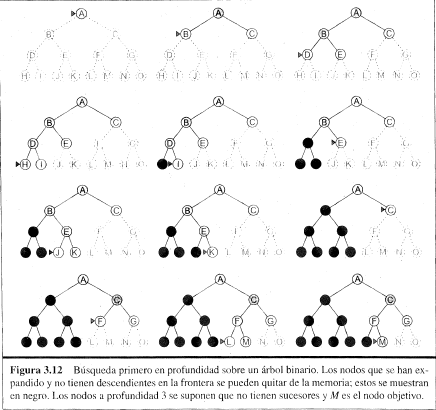 A
B C
D E F G
H I J K L M N O
A
B C
D E F G
H I J K L M N O
A
B C
D E F G
H I J K L M N O
A
B C
D E F G
H I J K L M N O
A
B C
D E F G
I J K L M N O
A
B C
E F G
J K L M N O
A
B C
E F G
J K L M N O
A
B C
E F G
K L M N O
A
C
F G
L M N O
A
C
F G
L M N O
A
C
F G
L M N O
A
C
F G
M N O
Figura 3.12 Búsqueda primero en profundidad sobre un árbol binario. Los nodos que se han ex-
pandido y no tienen descendientes en la frontera se pueden quitar de la memoria; estos se muestran
en negro. Los nodos a profundidad 3 se suponen que no tienen sucesores y M es el nodo objetivo.